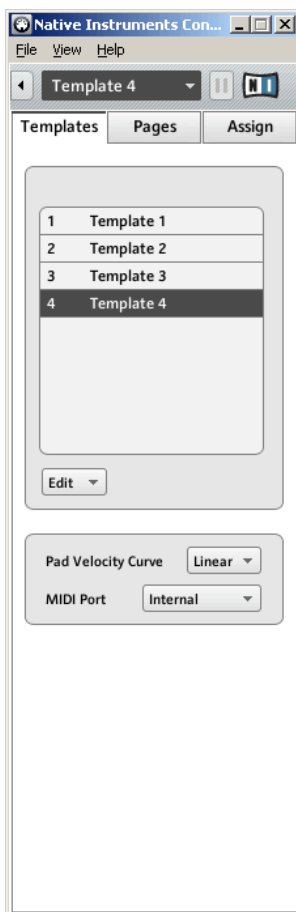 Native Instruments Con...
File View Help
Template 4
NI
Templates Pages Assign
1 Template 1
2 Template 2
3 Template 3
4 Template 4
Edit
Pad Velocity Curve Linear
MIDI Port Internal